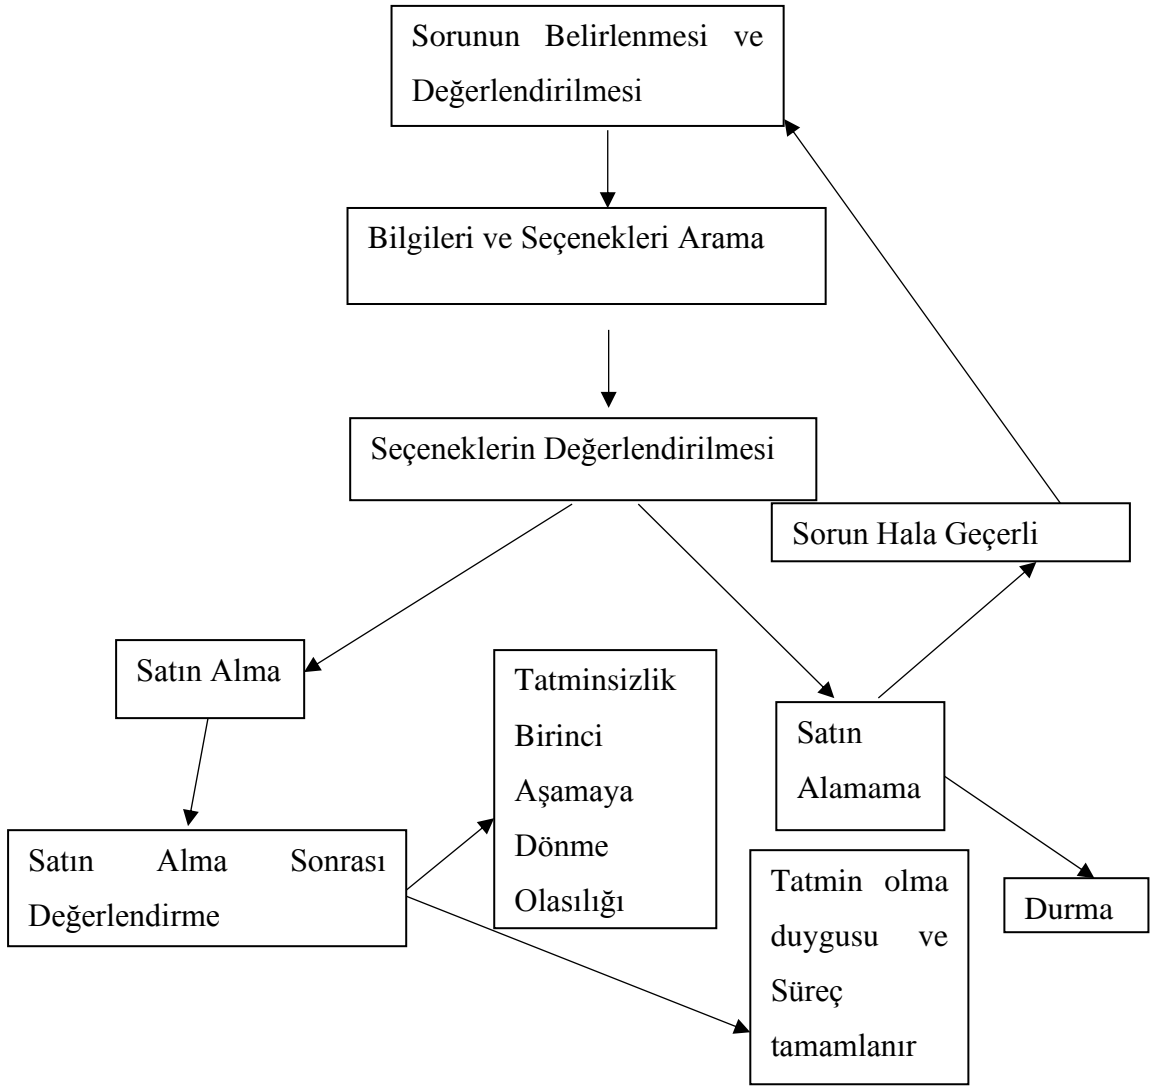 Sorunun Belirlenmesi ve
Değerlendirilmesi
Bilgileri ve Seçenekleri Arama
Seçeneklerin Değerlendirilmesi
Sorun Hala Geçerli
Satın Alma
Tatminsizlik
Birinci
Aşamaya
Dönme
Olasılığı
Satın
Alamama
Satın Alma Sonrası
Değerlendirme
Tatmin olma
duygusu ve
Süreç
tamamlanır
Durma